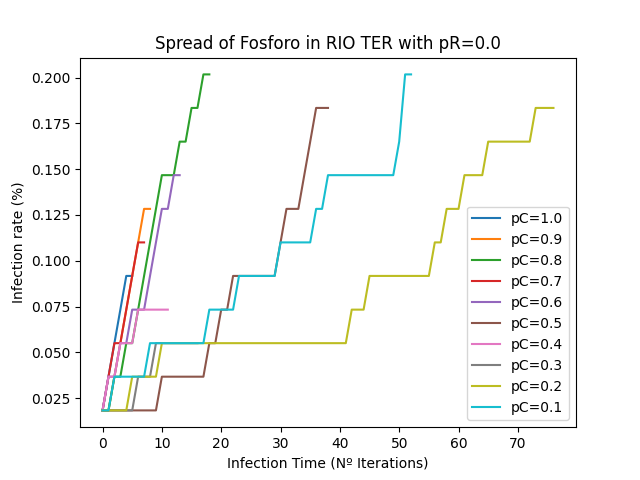 Spread of Fosforo in RIO TER with pR=0.0
Infection rate (%)
0.200
0.175
0.150
0.125
0.100
0.075
0.050
0.025
pC=1.0
pC=0.9
pC=0.8
pC=0.7
pC=0.6
pC=0.5
pC=0.4
pC=0.3
pC=0.2
pC=0.1
0 10 20 30 40 50 60 70
Infection Time (Nº Iterations)